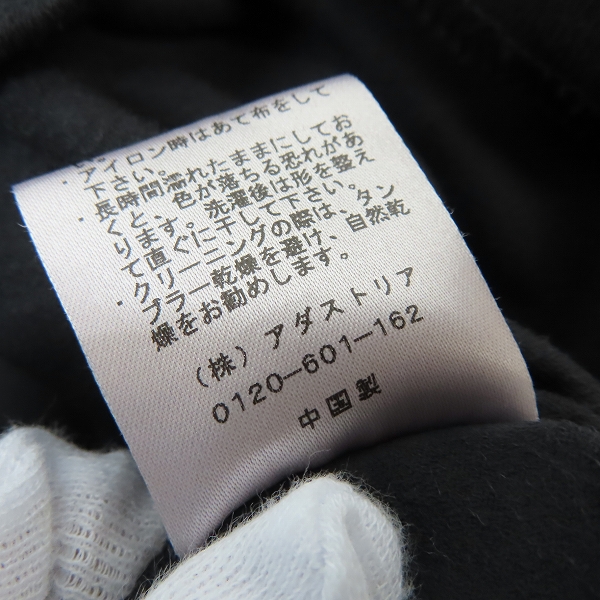 ・アイロン時はあて布をして
下さい。
・長時間濡れたままにしてお
くと、色が落ちる恐れがあ
ります。洗濯後は形を整え
て直ぐに干して下さい。
・クリーニングの際は、タン
ブラー乾燥を避け、自然乾
燥をお勧めします。
(株) アダストリア
0120−601−162
中国製